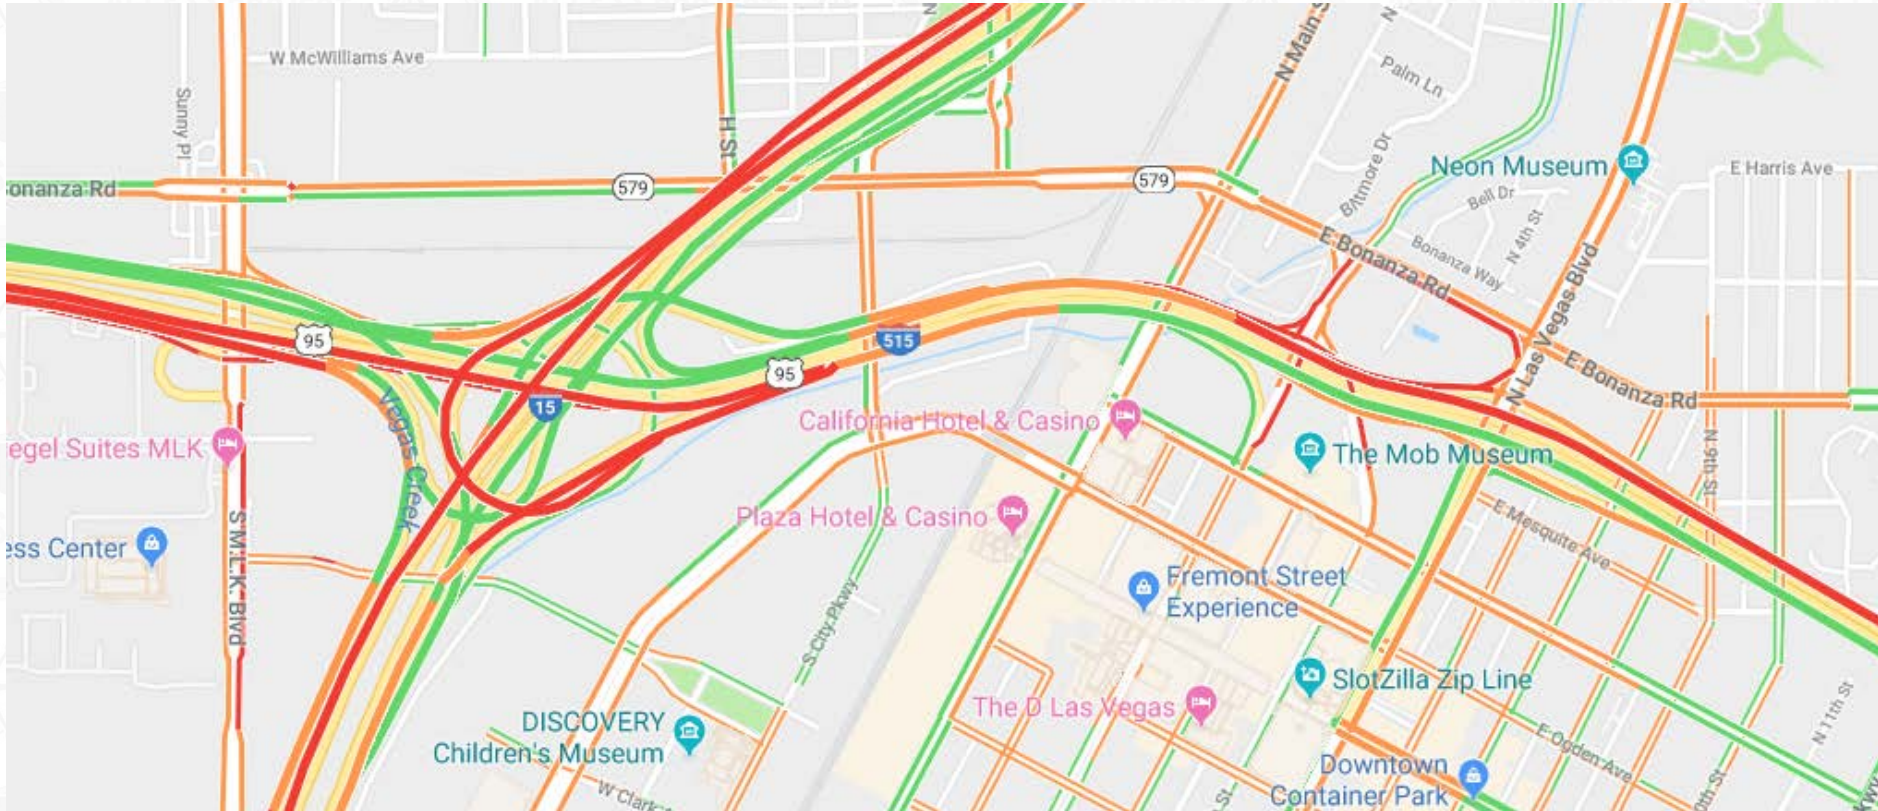 W McWilliams Ave
Sunny Pl
H St
N
N Main S
N
Palm Ln
Neon Museum
E Harris Ave
onanza Rd
579
579
Bell Dr
N 4th St
E Bonanza Rd
Bonanza Way
N Las Vegas Blvd
95
515
95
15
E Bonanza Rd
Vegas Creek
egel Suites MLK
California Hotel & Casino
The Mob Museum
N 9th St
ess Center
S M.L.K. Blvd
Plaza Hotel & Casino
E Mesquite Ave
Fremont Street
Experience
S City Pkwy
The D Las Vegas
SlotZilla Zip Line
DISCOVERY
Children's Museum
E Ogden Ave
N 11th St
Downtown
Container Park
W Clark
St
0th St